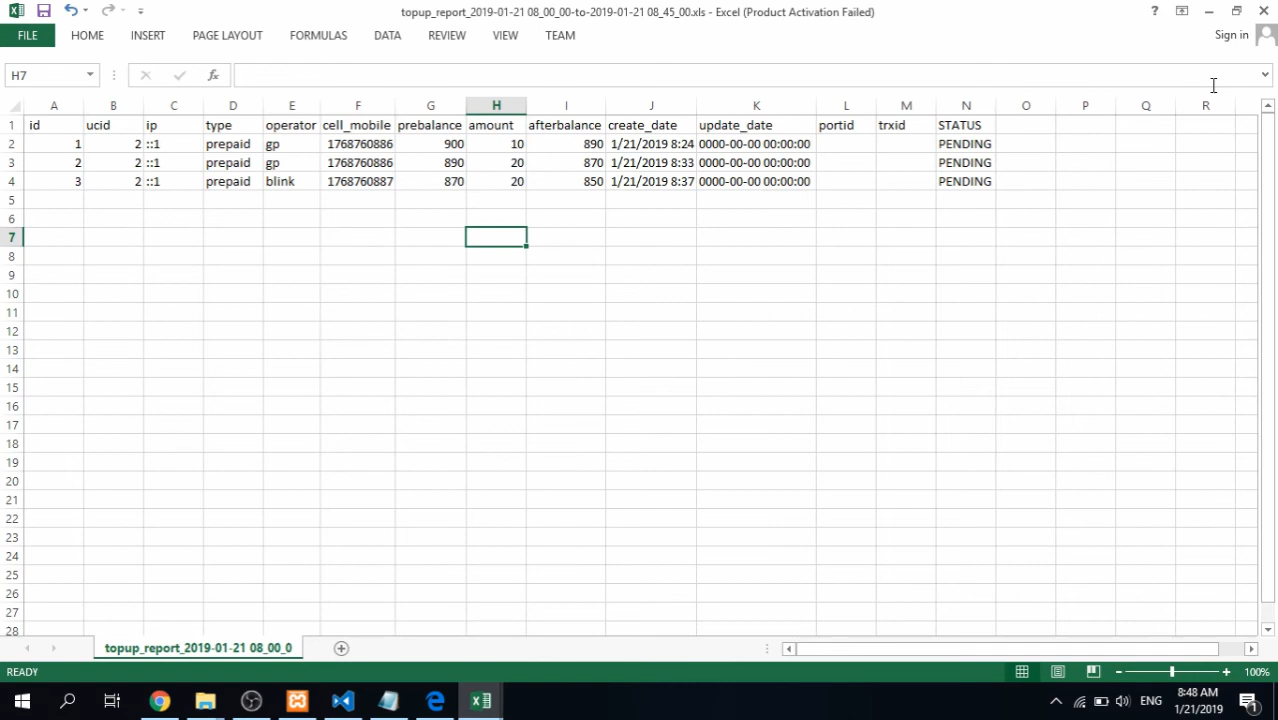 topup_report_2019-01-21 08_00_00-to-2019-01-21 08_45_00.xls - Excel (Product Activation Failed)
?
FILE HOME INSERT PAGE LAYOUT FORMULAS DATA REVIEW VIEW TEAM Sign in
H7 fx
A B C D E F G H I J K L M N O P Q R
1 id ucid ip type operator cell_mobile prebalance amount afterbalance create_date update_date portid trxid STATUS
2 1 2 ::1 prepaid gp 1768760886 900 10 890 1/21/2019 8:24 0000-00-00 00:00:00 PENDING
3 2 2 ::1 prepaid gp 1768760886 890 20 870 1/21/2019 8:33 0000-00-00 00:00:00 PENDING
4 3 2 ::1 prepaid blink 1768760887 870 20 850 1/21/2019 8:37 0000-00-00 00:00:00 PENDING
5
6
7
8
9
10
11
12
13
14
15
16
17
18
19
20
21
22
23
24
25
26
27
28
topup_report_2019-01-21 08_00_0
READY 100%
ENG 8:48 AM
1/21/2019 1